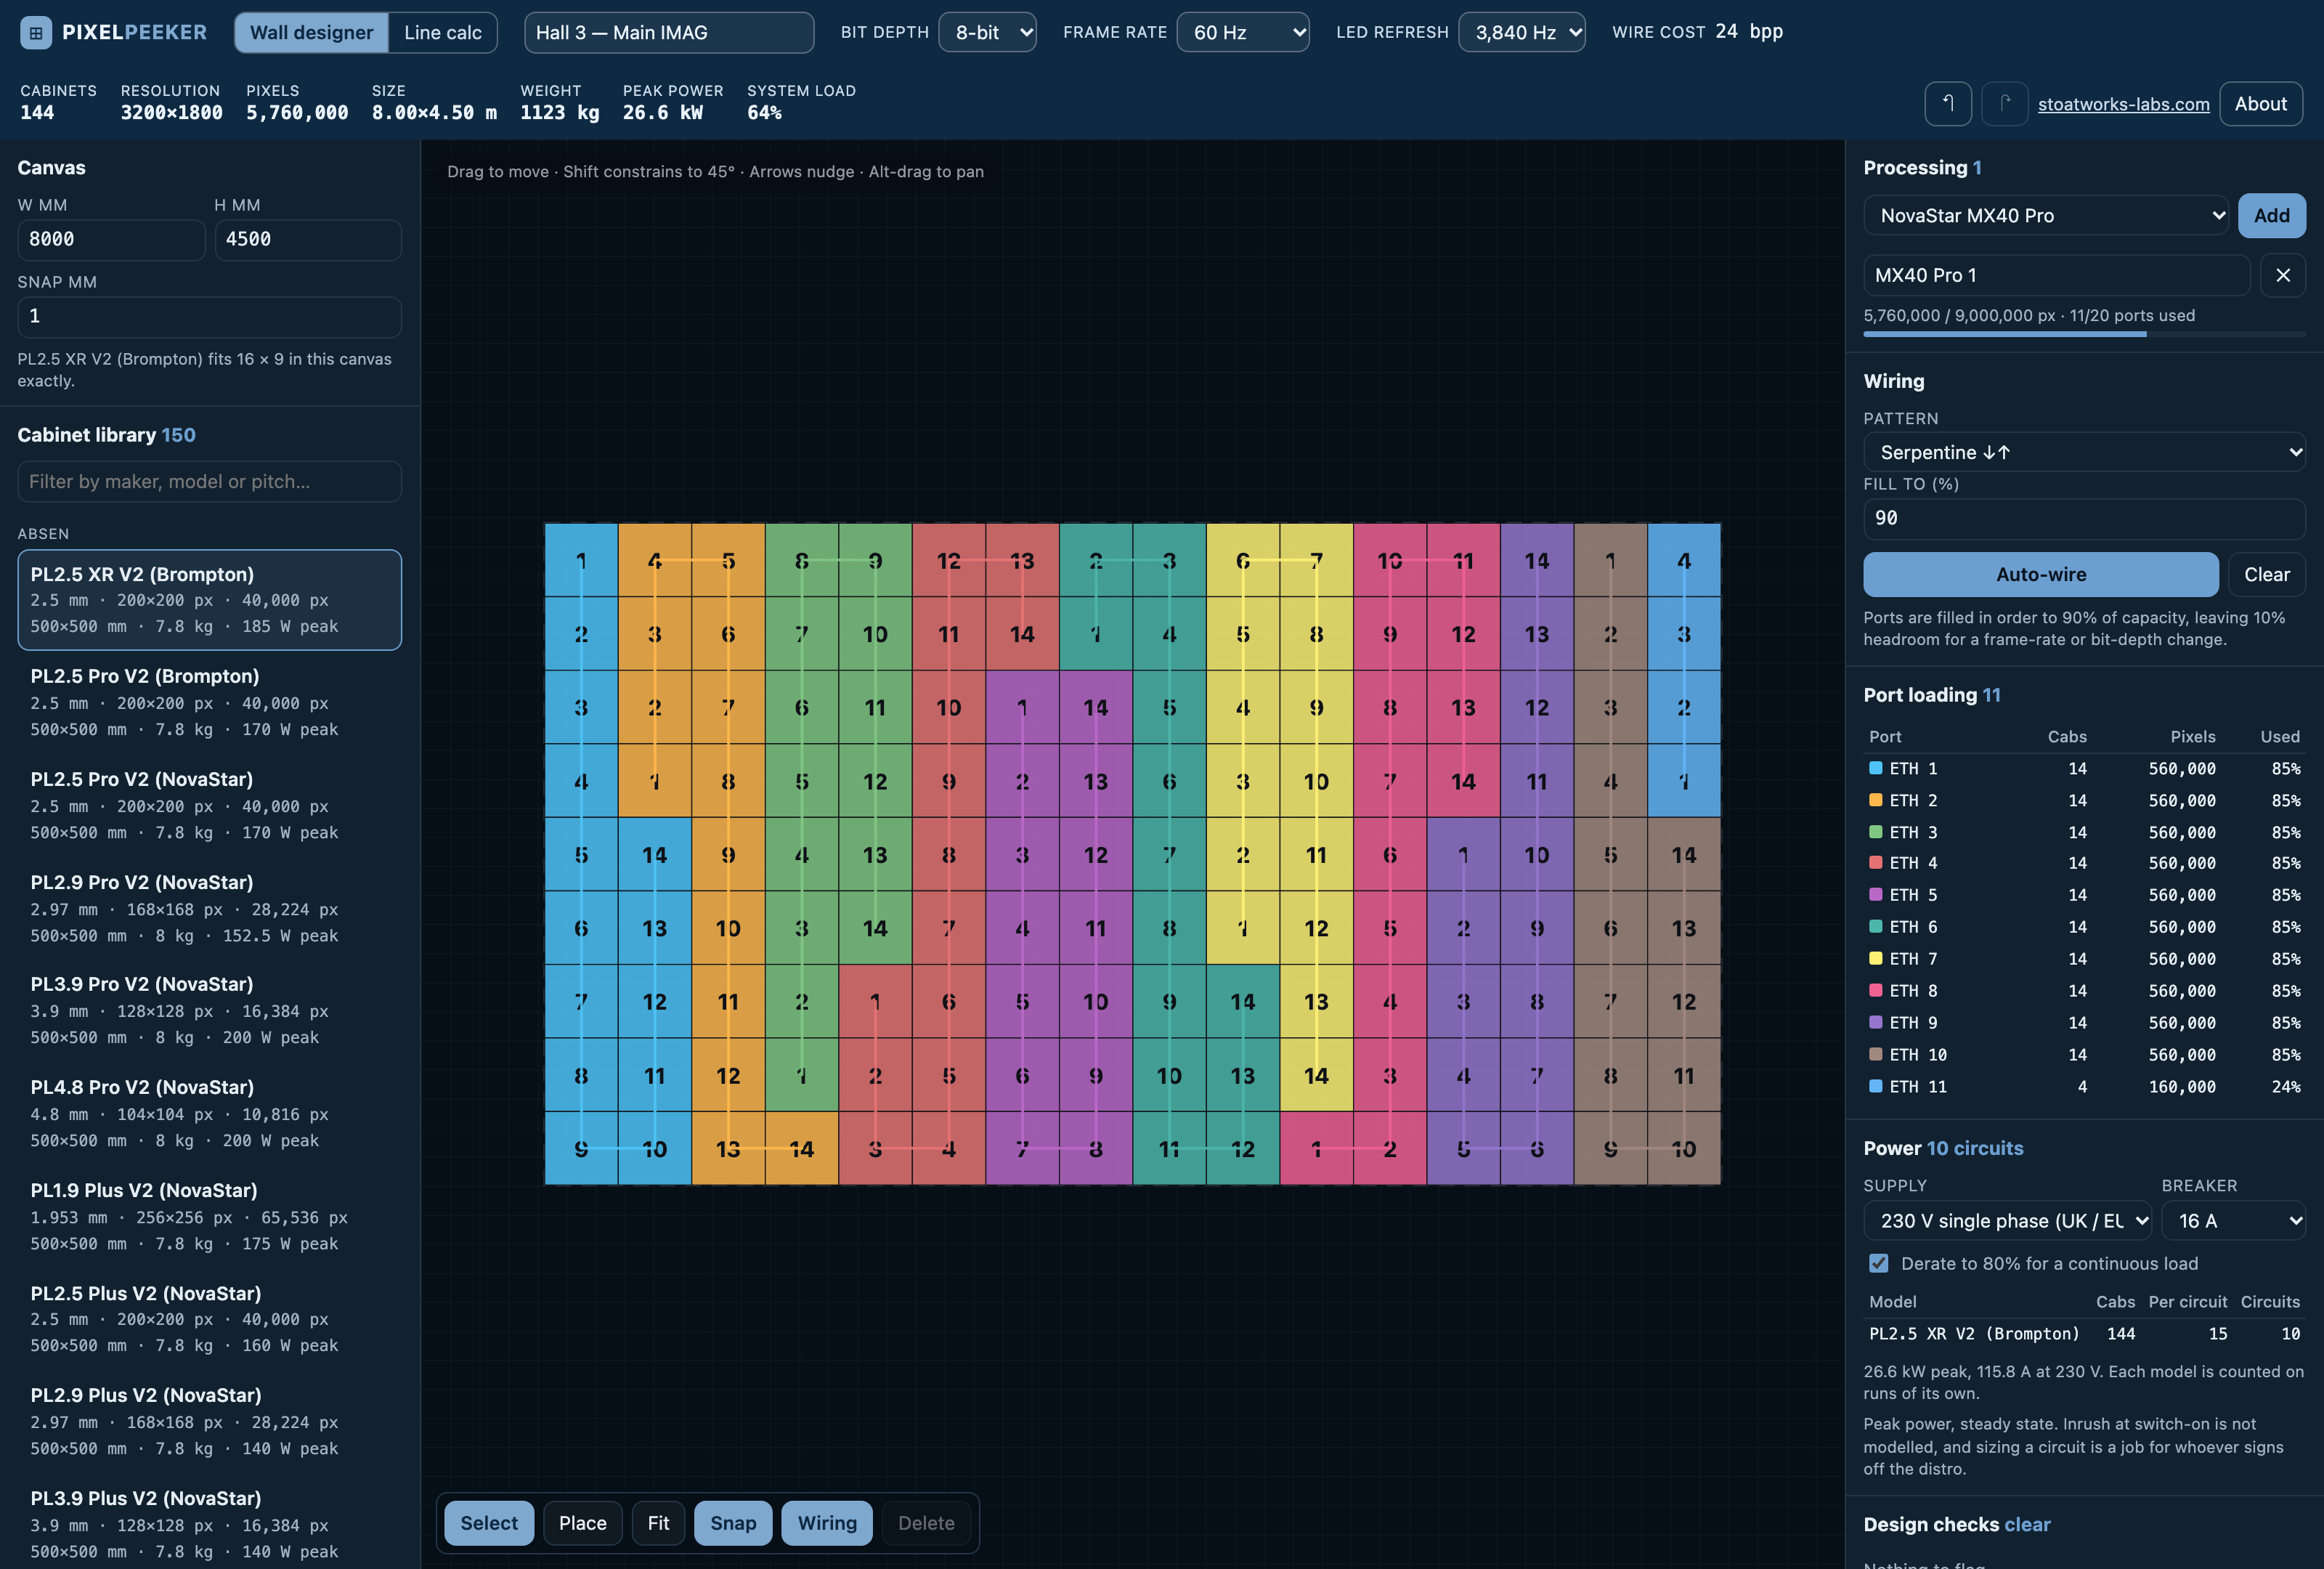 PIXELPEEKER
Wall designer
Line calc
Hall 3 — Main IMAG
BIT DEPTH 8-bit
FRAME RATE 60 Hz
LED REFRESH 3,840 Hz
WIRE COST 24 bpp
CABINETS RESOLUTION PIXELS SIZE WEIGHT PEAK POWER SYSTEM LOAD
144 3200×1800 5,760,000 8.00×4.50 m 1123 kg 26.6 kW 64%
stoatworks-labs.com
About
Canvas
W MM H MM
8000 4500
SNAP MM
1
PL2.5 XR V2 (Brompton) fits 16 × 9 in this canvas
exactly.
Cabinet library 150
Filter by maker, model or pitch...
ABSEN
PL2.5 XR V2 (Brompton)
2.5 mm · 200×200 px · 40,000 px
500×500 mm · 7.8 kg · 185 W peak
PL2.5 Pro V2 (Brompton)
2.5 mm · 200×200 px · 40,000 px
500×500 mm · 7.8 kg · 170 W peak
PL2.5 Pro V2 (NovaStar)
2.5 mm · 200×200 px · 40,000 px
500×500 mm · 7.8 kg · 170 W peak
PL2.9 Pro V2 (NovaStar)
2.97 mm · 168×168 px · 28,224 px
500×500 mm · 8 kg · 152.5 W peak
PL3.9 Pro V2 (NovaStar)
3.9 mm · 128×128 px · 16,384 px
500×500 mm · 8 kg · 200 W peak
PL4.8 Pro V2 (NovaStar)
4.8 mm · 104×104 px · 10,816 px
500×500 mm · 8 kg · 200 W peak
PL1.9 Plus V2 (NovaStar)
1.953 mm · 256×256 px · 65,536 px
500×500 mm · 7.8 kg · 175 W peak
PL2.5 Plus V2 (NovaStar)
2.5 mm · 200×200 px · 40,000 px
500×500 mm · 7.8 kg · 160 W peak
PL2.9 Plus V2 (NovaStar)
2.97 mm · 168×168 px · 28,224 px
500×500 mm · 7.8 kg · 140 W peak
PL3.9 Plus V2 (NovaStar)
3.9 mm · 128×128 px · 16,384 px
500×500 mm · 7.8 kg · 140 W peak
Drag to move · Shift constrains to 45° · Arrows nudge · Alt-drag to pan
1 4 5 8 9 12 13 2 3 6 7 10 11 14 1 4
2 3 6 7 10 11 14 1 4 5 8 9 12 13 2 3
3 2 7 6 11 10 1 14 5 4 9 8 13 12 3 2
4 1 8 5 12 9 2 13 6 3 10 7 14 11 4 1
5 14 9 4 13 8 3 12 7 2 11 6 1 10 5 14
6 13 10 3 14 7 4 11 8 1 12 5 2 9 6 13
7 12 11 2 1 6 5 10 9 14 13 4 3 8 7 12
8 11 12 1 2 5 6 9 10 13 14 3 4 7 8 11
9 10 13 14 3 4 7 8 11 12 1 2 5 6 9 10
Select Place Fit Snap Wiring Delete
Processing 1
NovaStar MX40 Pro
Add
MX40 Pro 1
5,760,000 / 9,000,000 px · 11/20 ports used
Wiring
PATTERN
Serpentine ↓↑
FILL TO (%)
90
Auto-wire
Clear
Ports are filled in order to 90% of capacity, leaving 10%
headroom for a frame-rate or bit-depth change.
Port loading 11
Port Cabs Pixels Used
ETH 1 14 560,000 85%
ETH 2 14 560,000 85%
ETH 3 14 560,000 85%
ETH 4 14 560,000 85%
ETH 5 14 560,000 85%
ETH 6 14 560,000 85%
ETH 7 14 560,000 85%
ETH 8 14 560,000 85%
ETH 9 14 560,000 85%
ETH 10 14 560,000 85%
ETH 11 4 160,000 24%
Power 10 circuits
SUPPLY BREAKER
230 V single phase (UK / EU 16 A
Derate to 80% for a continuous load
Model Cabs Per circuit Circuits
PL2.5 XR V2 (Brompton) 144 15 10
26.6 kW peak, 115.8 A at 230 V. Each model is counted on
runs of its own.
Peak power, steady state. Inrush at switch-on is not
modelled, and sizing a circuit is a job for whoever signs
off the distro.
Design checks clear